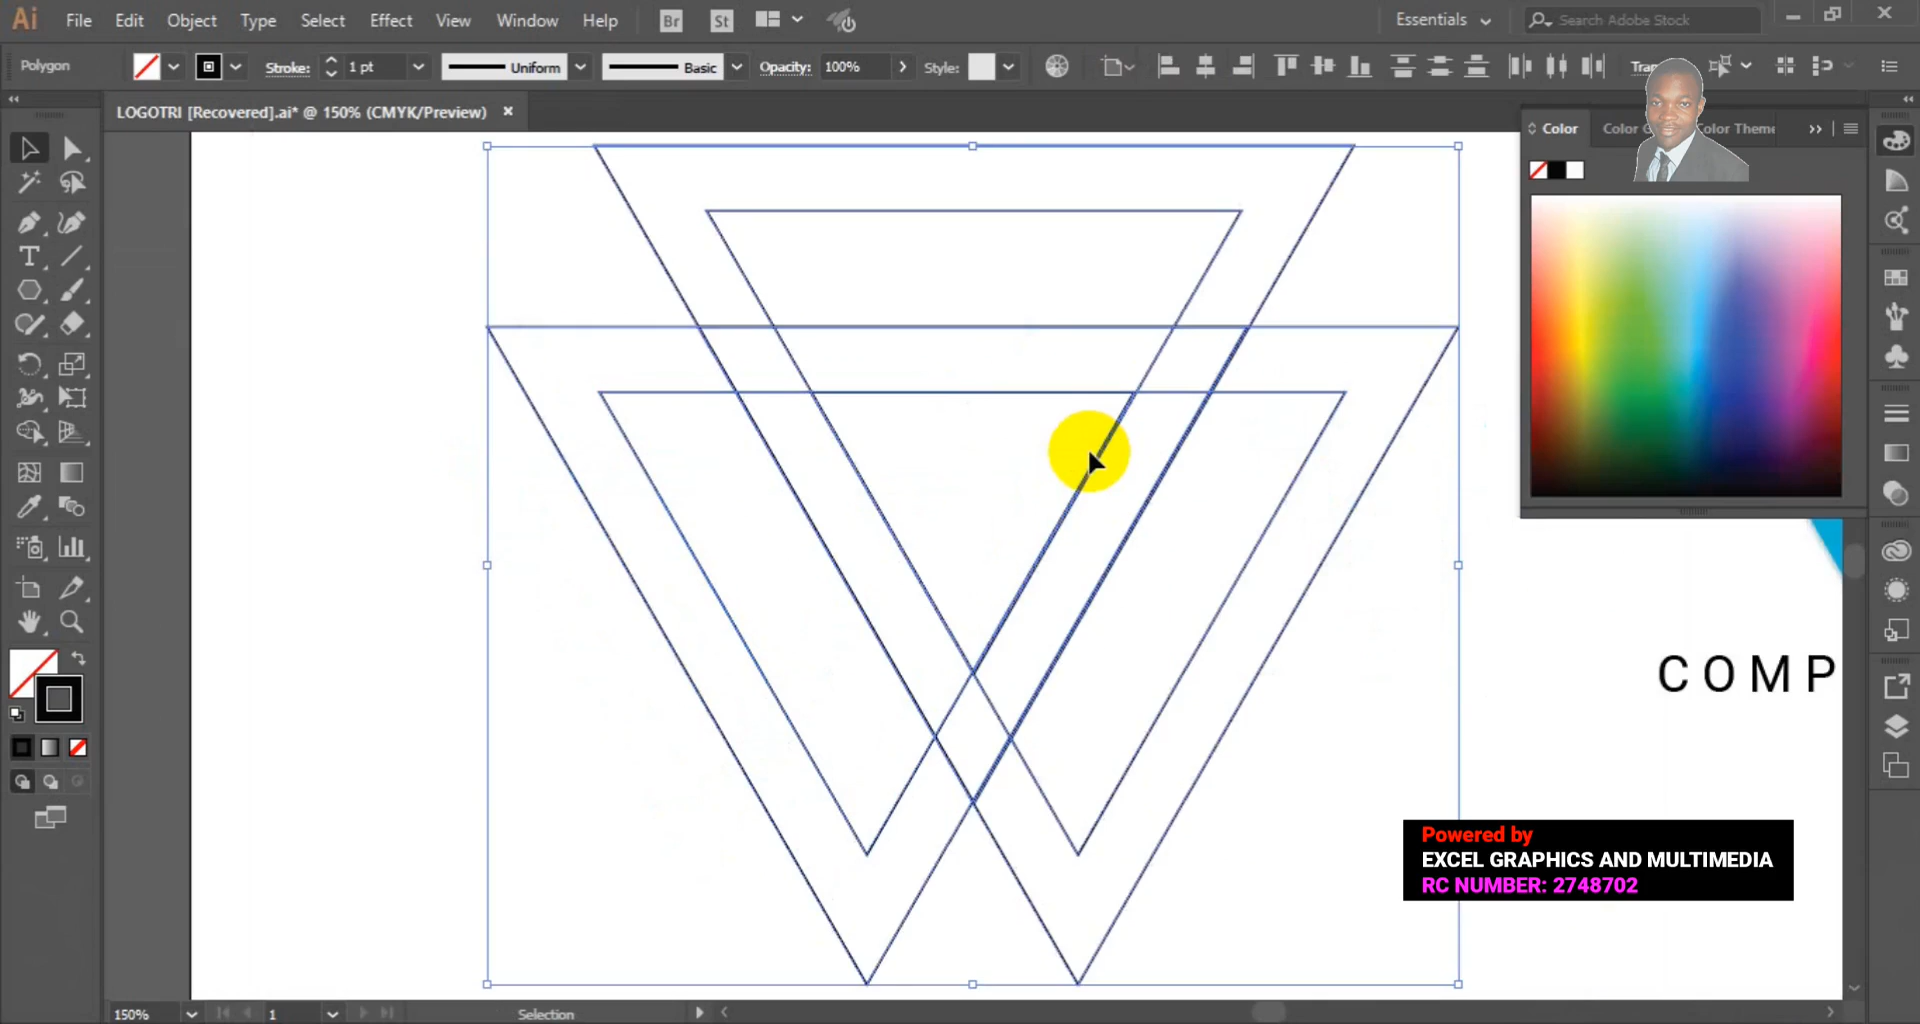 Ai File Edit Object Type Select Effect View Window Help Br St Essentials Search Adobe Stock
Polygon Stroke: 1 pt Uniform Basic Opacity: 100% Style:
LOGOTRI [Recovered].ai* @ 150% (CMYK/Preview)
Color Color Color Theme
T
COMP
Powered by
EXCEL GRAPHICS AND MULTIMEDIA
RC NUMBER: 2748702
150% 1 Selection